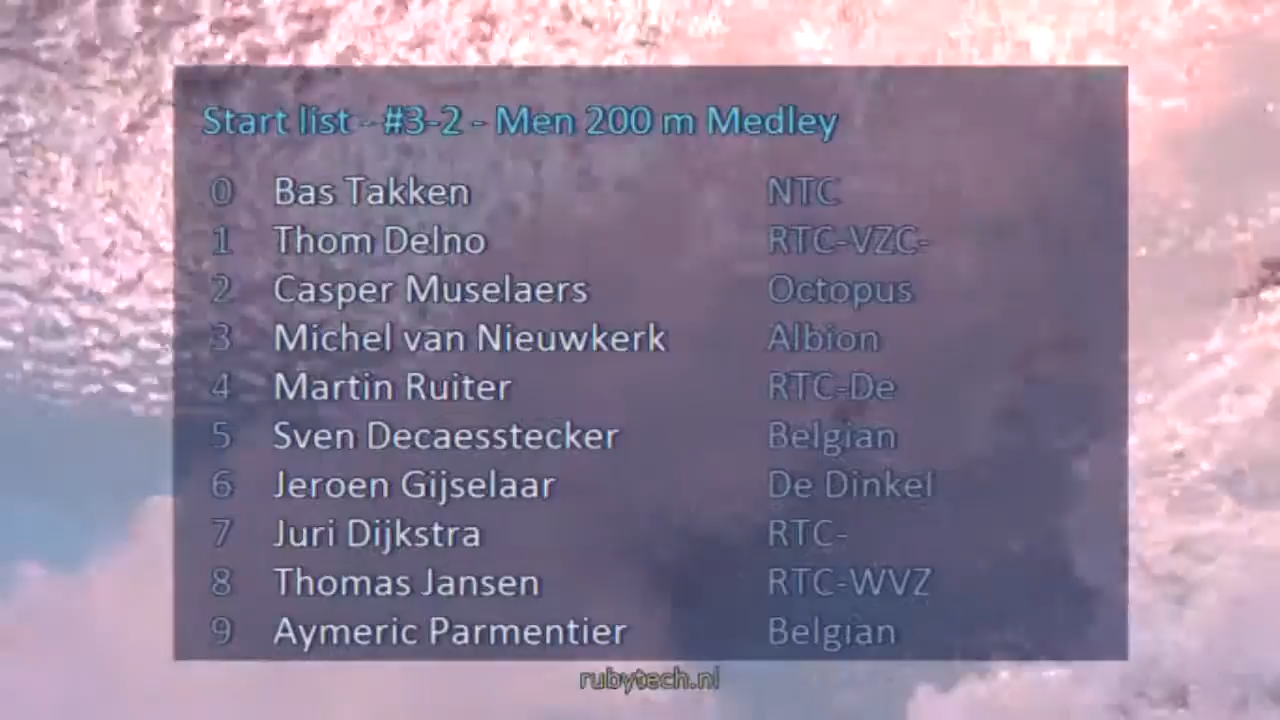 Start list - #3-2 - Men 200 m Medley
0 Bas Takken NTC
1 Thom Delno RTC-VZC-
2 Casper Muselaers Octopus
3 Michel van Nieuwkerk Albion
4 Martin Ruiter RTC-De
5 Sven Decaesstecker Belgian
6 Jeroen Gijselaar De Dinkel
7 Juri Dijkstra RTC-
8 Thomas Jansen RTC-WVZ
9 Aymeric Parmentier Belgian
rubytech.nl